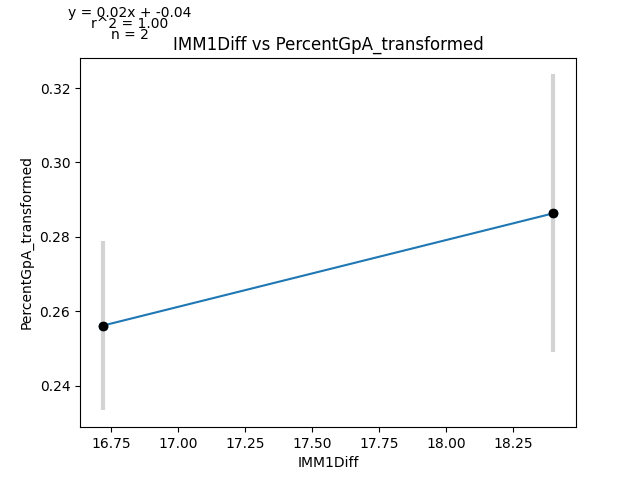 y = 0.02x + -0.04
r^2 = 1.00
n = 2
IMM1Diff vs PercentGpA_transformed
PercentGpA_transformed
0.32
0.30
0.28
0.26
0.24
16.75 17.00 17.25 17.50 17.75 18.00 18.25
IMM1Diff